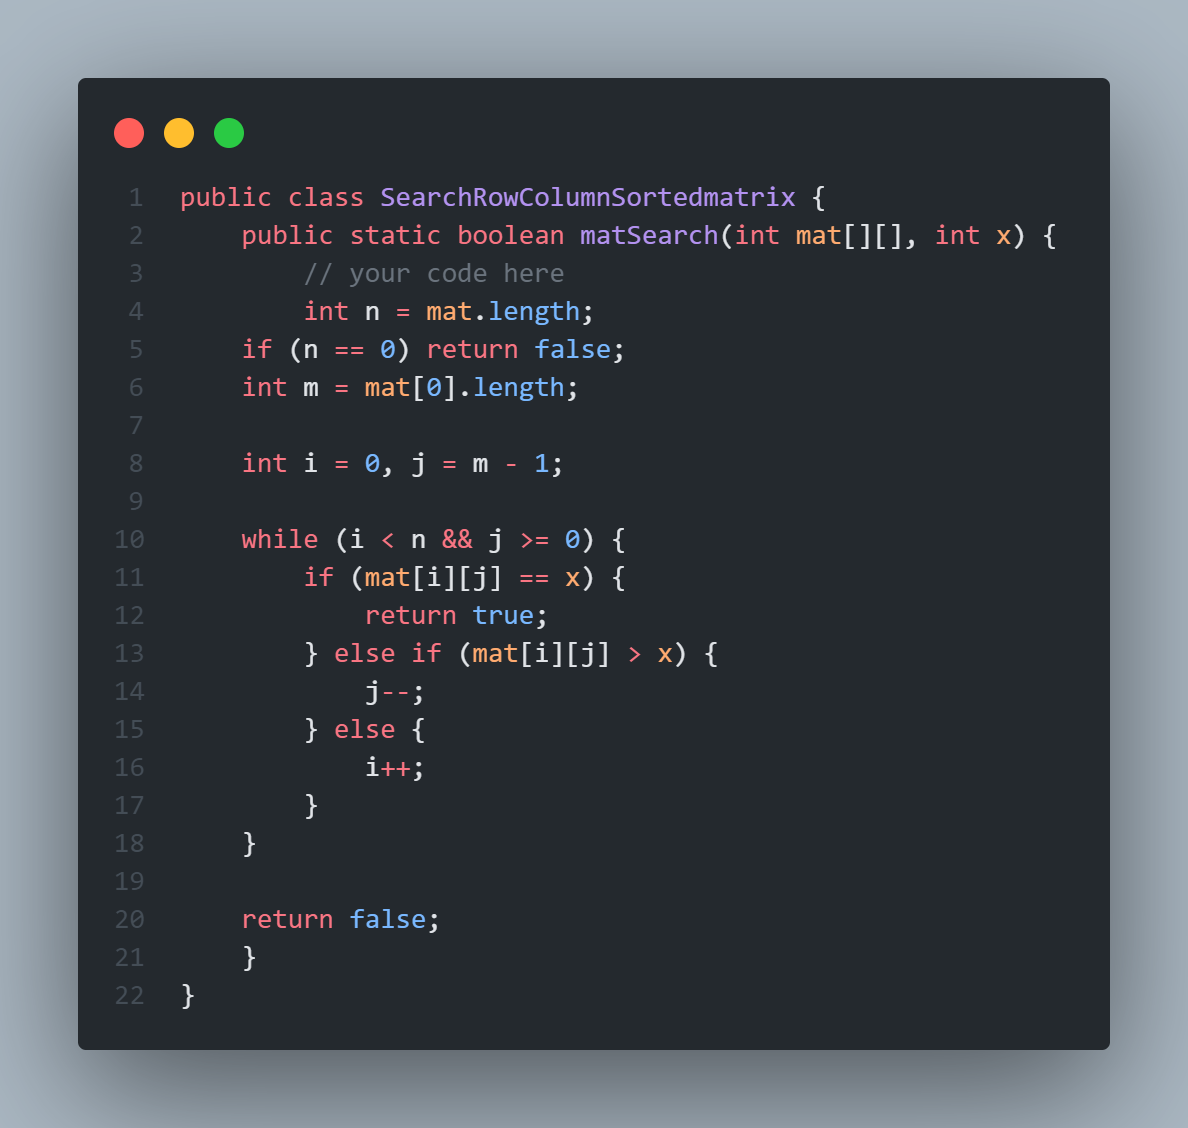 1 public class SearchRowColumnSortedmatrix {
2     public static boolean matSearch(int mat[][], int x) {
3         // your code here
4         int n = mat.length;
5     if (n == 0) return false;
6     int m = mat[0].length;
7
8     int i = 0, j = m - 1;
9
10     while (i < n && j >= 0) {
11         if (mat[i][j] == x) {
12             return true;
13         } else if (mat[i][j] > x) {
14             j--;
15         } else {
16             i++;
17         }
18     }
19
20     return false;
21     }
22 }